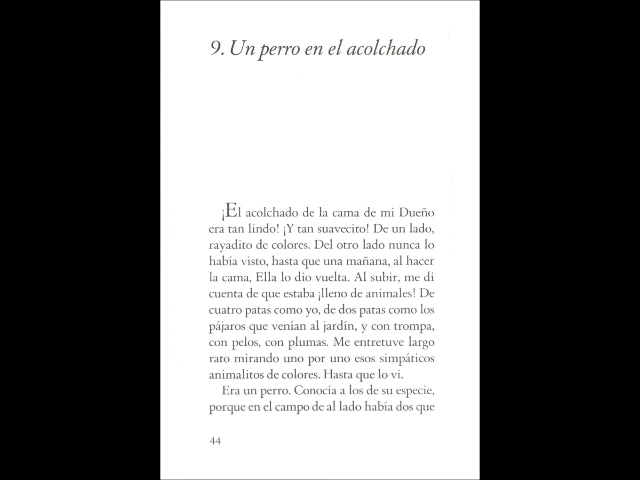 9. Un perro en el acolchado
¡El acolchado de la cama de mi Dueño
era tan lindo! ¡Y tan suavecito! De un lado,
rayadito de colores. Del otro lado nunca lo
había visto, hasta que una mañana, al hacer
la cama, Ella lo dio vuelta. Al subir, me di
cuenta de que estaba ¡lleno de animales! De
cuatro patas como yo, de dos patas como los
pájaros que venían al jardín, y con trompa,
con pelos, con plumas. Me entretuve largo
rato mirando uno por uno esos simpáticos
animalitos de colores. Hasta que lo vi.
Era un perro. Conocía a los de su especie,
porque en el campo de al lado había dos que
44